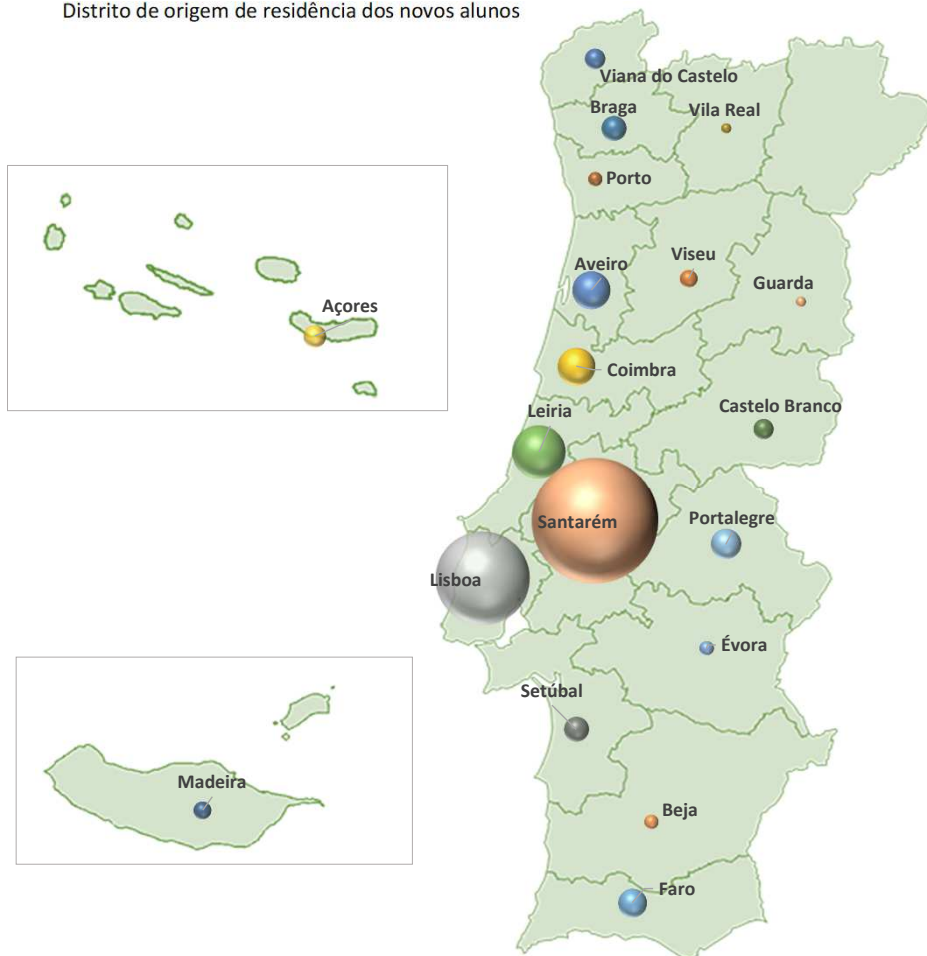 Distrito de origem de residência dos novos alunos
Viana do Castelo
Braga
Vila Real
Porto
Aveiro
Viseu
Guarda
Açores
Coimbra
Leiria
Castelo Branco
Santarém
Portalegre
Lisboa
Évora
Setúbal
Madeira
Beja
Faro